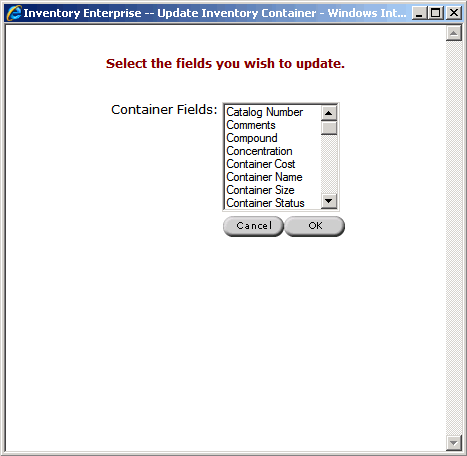 Inventory Enterprise -- Update Inventory Container - Windows Int...
Select the fields you wish to update.
Container Fields:
Catalog Number
Comments
Compound
Concentration
Container Cost
Container Name
Container Size
Container Status
Cancel OK